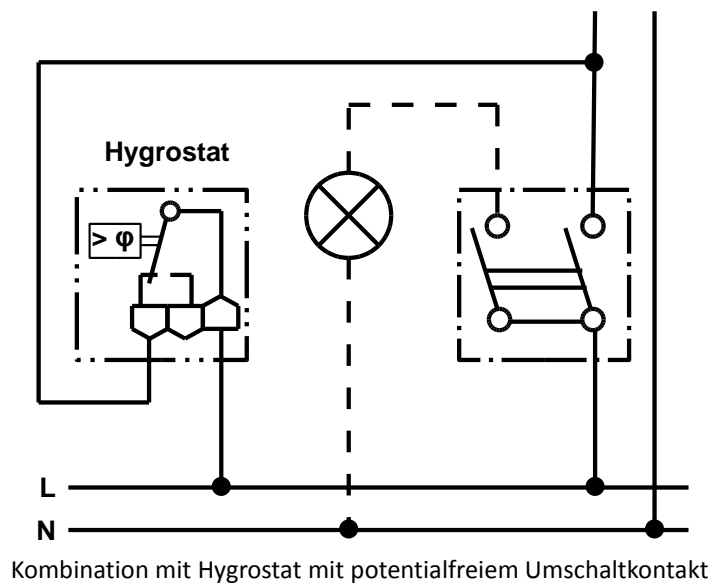 Hygrostat
> φ
L
N
Kombination mit Hygrostat mit potentialfreiem Umschaltkontakt